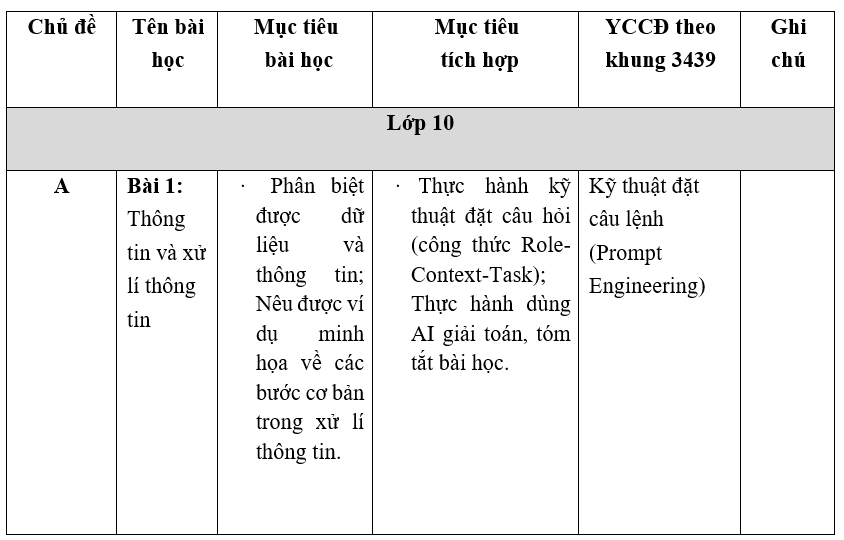 Chủ đề
Tên bài
học
Mục tiêu
bài học
Mục tiêu
tích hợp
YCCĐ theo
khung 3439
Ghi
chú
Lớp 10
A
Bài 1:
Thông
tin và xử
lí thông
tin
· Phân biệt
được dữ
liệu và
thông tin;
Nêu được ví
dụ minh
họa về các
bước cơ bản
trong xử lí
thông tin.
· Thực hành kỹ
thuật đặt câu hỏi
(công thức Role-
Context-Task);
Thực hành dùng
AI giải toán, tóm
tắt bài học.
Kỹ thuật đặt
câu lệnh
(Prompt
Engineering)